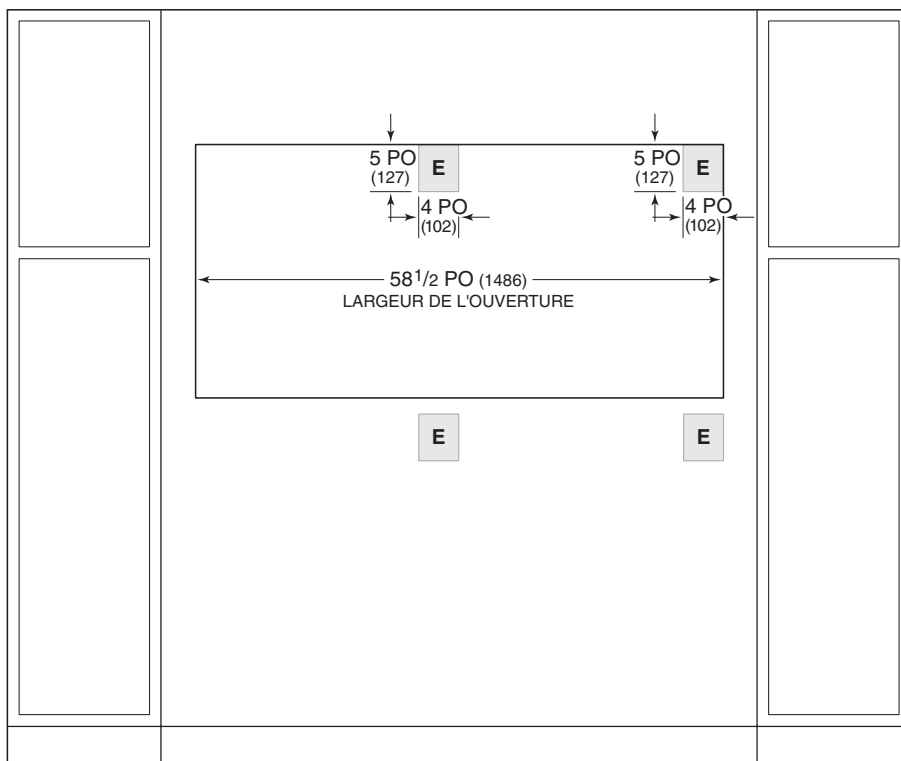 5 PO
(127)
E
4 PO
(102)
5 PO
(127)
E
4 PO
(102)
58 1/2 PO (1486)
LARGEUR DE L'OUVERTURE
E
E